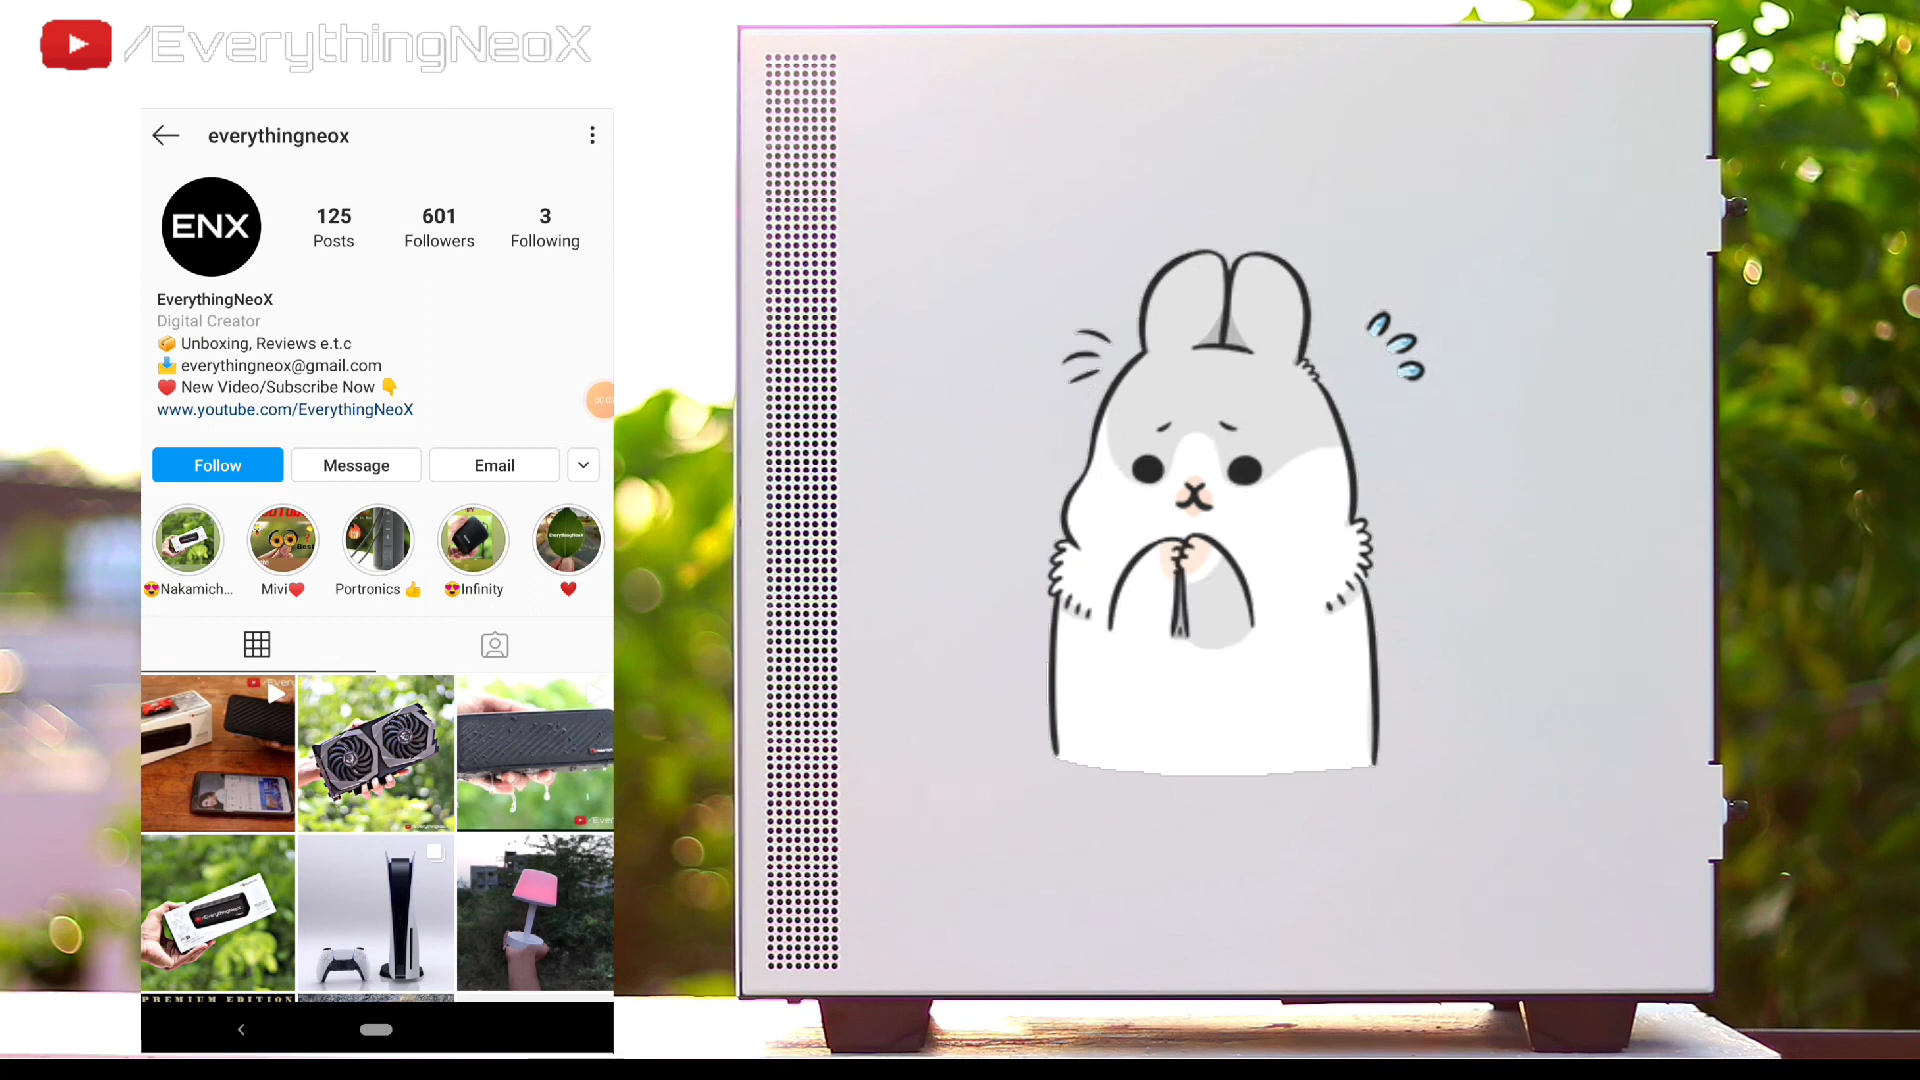 /EverythingNeoX
everythingneox
ENX
125 601 3
Posts Followers Following
EverythingNeoX
Digital Creator
📦 Unboxing, Reviews e.t.c
📩 everythingneox@gmail.com
❤️ New Video/Subscribe Now 👇
www.youtube.com/EverythingNeoX
Follow Message Email
😍Nakamich... Mivi❤️ Portronics 👍 😍Infinity ❤️
PREMIUM EDITION